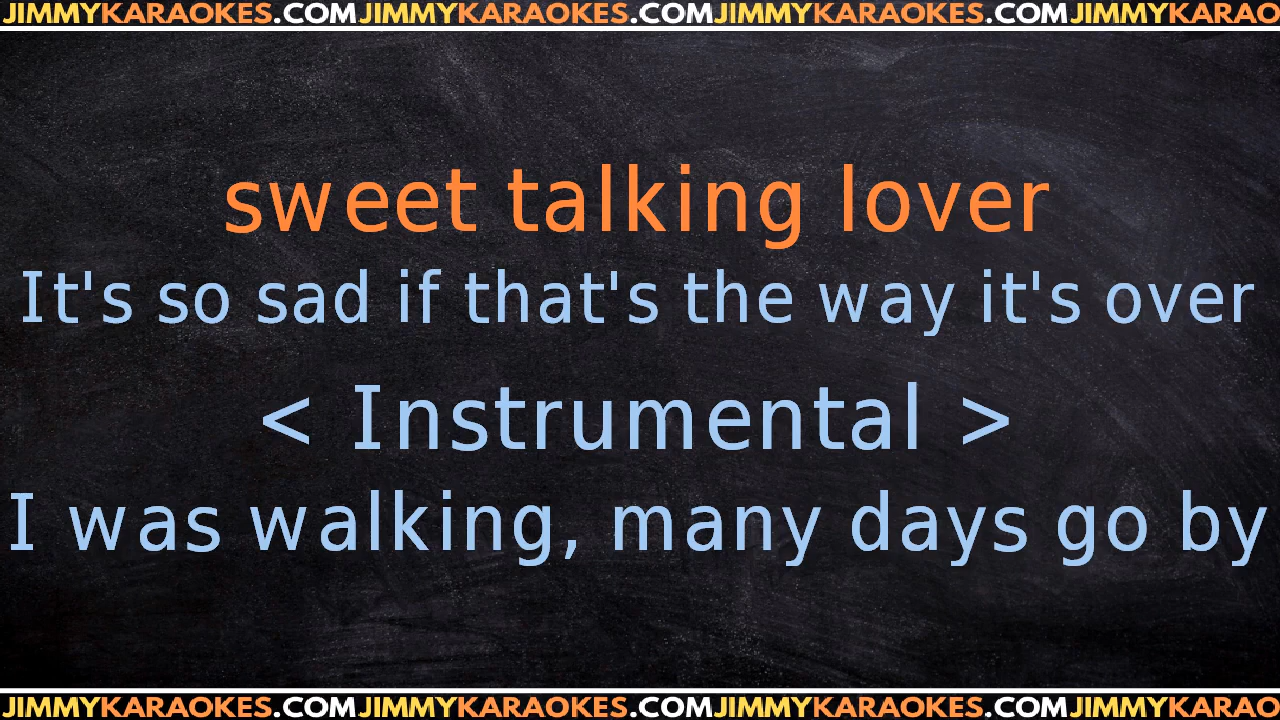 JIMMYKARAOKES.COMJIMMYKARAOKES.COMJIMMYKARAOKES.COMJIMMYKARAO
sweet talking lover
It's so sad if that's the way it's over
< Instrumental >
I was walking, many days go by
JIMMYKARAOKES.COMJIMMYKARAOKES.COMJIMMYKARAOKES.COMJIMMYKARAO